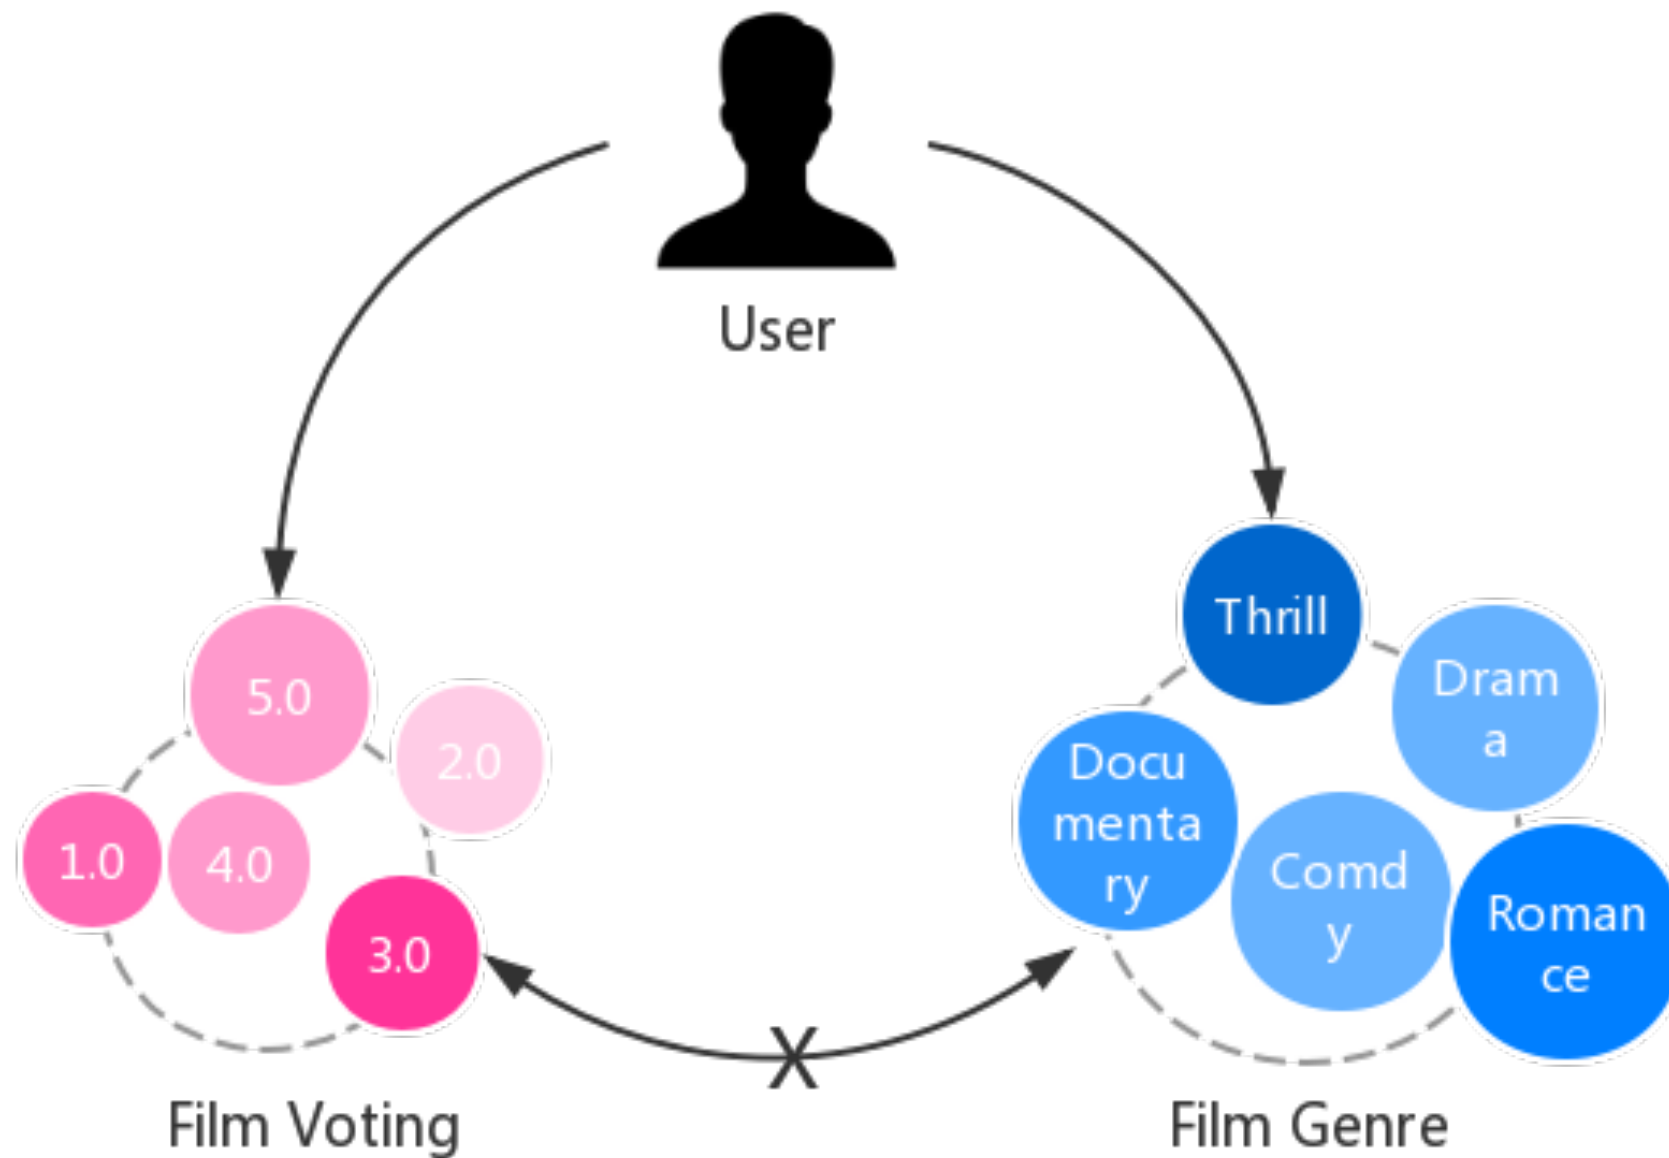 User
Thrill
Dram
a
Docu
menta
ry
Comd
y
Roman
ce
5.0
2.0
1.0
4.0
3.0
X
Film Voting
Film Genre